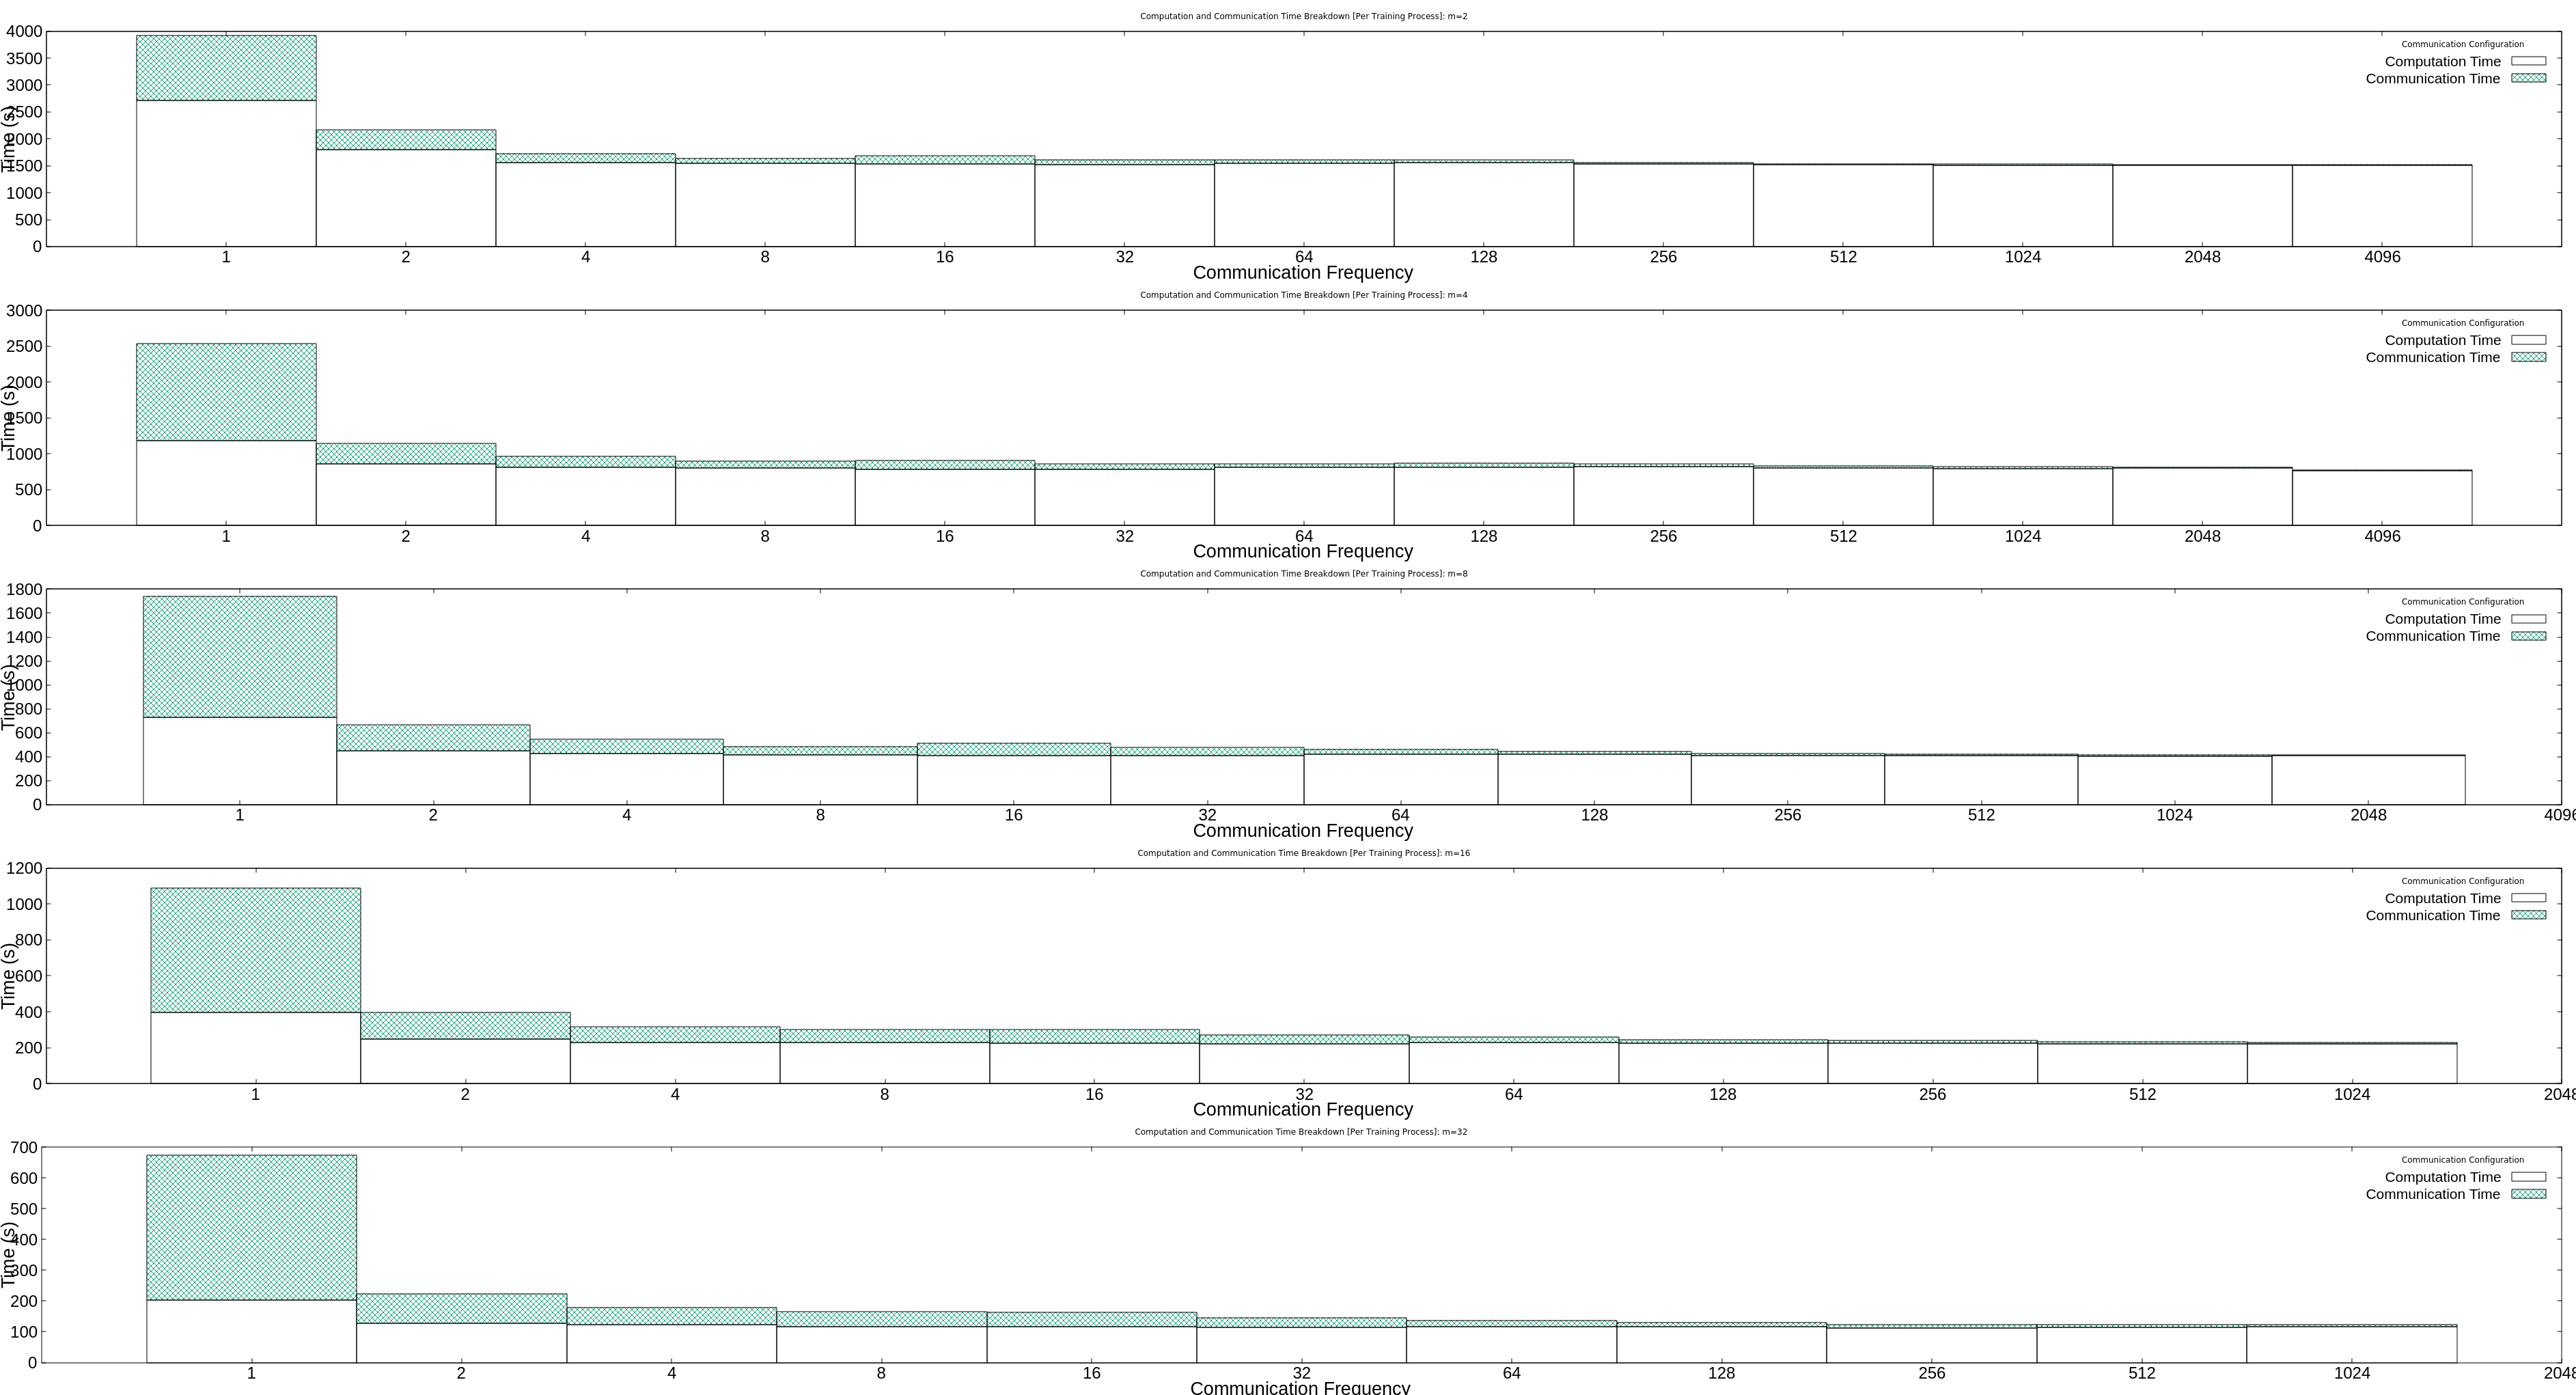 Computation and Communication Time Breakdown [Per Training Process]: m=2
4000
3500
3000
2500
2000
1500
1000
500
0
Time (s)
Communication Configuration
Computation Time
Communication Time
1 2 4 8 16 32 64 128 256 512 1024 2048 4096
Communication Frequency
Computation and Communication Time Breakdown [Per Training Process]: m=4
3000
2500
2000
1500
1000
500
0
Time (s)
Communication Configuration
Computation Time
Communication Time
1 2 4 8 16 32 64 128 256 512 1024 2048 4096
Communication Frequency
Computation and Communication Time Breakdown [Per Training Process]: m=8
1800
1600
1400
1200
1000
800
600
400
200
0
Time (s)
Communication Configuration
Computation Time
Communication Time
1 2 4 8 16 32 64 128 256 512 1024 2048 4096
Communication Frequency
Computation and Communication Time Breakdown [Per Training Process]: m=16
1200
1000
800
600
400
200
0
Time (s)
Communication Configuration
Computation Time
Communication Time
1 2 4 8 16 32 64 128 256 512 1024 2048
Communication Frequency
Computation and Communication Time Breakdown [Per Training Process]: m=32
700
600
500
400
300
200
100
0
Time (s)
Communication Configuration
Computation Time
Communication Time
1 2 4 8 16 32 64 128 256 512 1024 2048
Communication Frequency